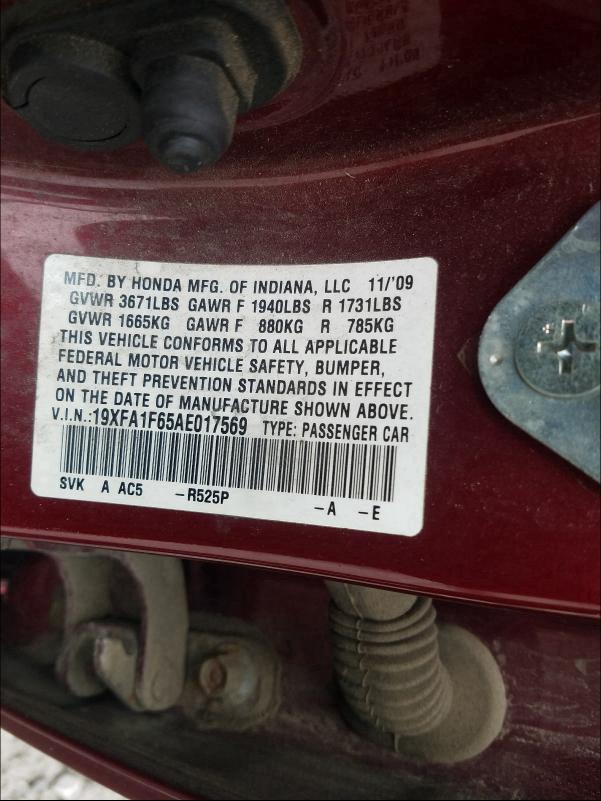 MFD. BY HONDA MFG. OF INDIANA, LLC 11/'09
GVWR 3671LBS GAWR F 1940LBS R 1731LBS
GVWR 1665KG GAWR F 880KG R 785KG
THIS VEHICLE CONFORMS TO ALL APPLICABLE
FEDERAL MOTOR VEHICLE SAFETY, BUMPER,
AND THEFT PREVENTION STANDARDS IN EFFECT
ON THE DATE OF MANUFACTURE SHOWN ABOVE.
V.I.N.:19XFA1F65AE017569 TYPE: PASSENGER CAR
SVK A AC5 -R525P -A -E